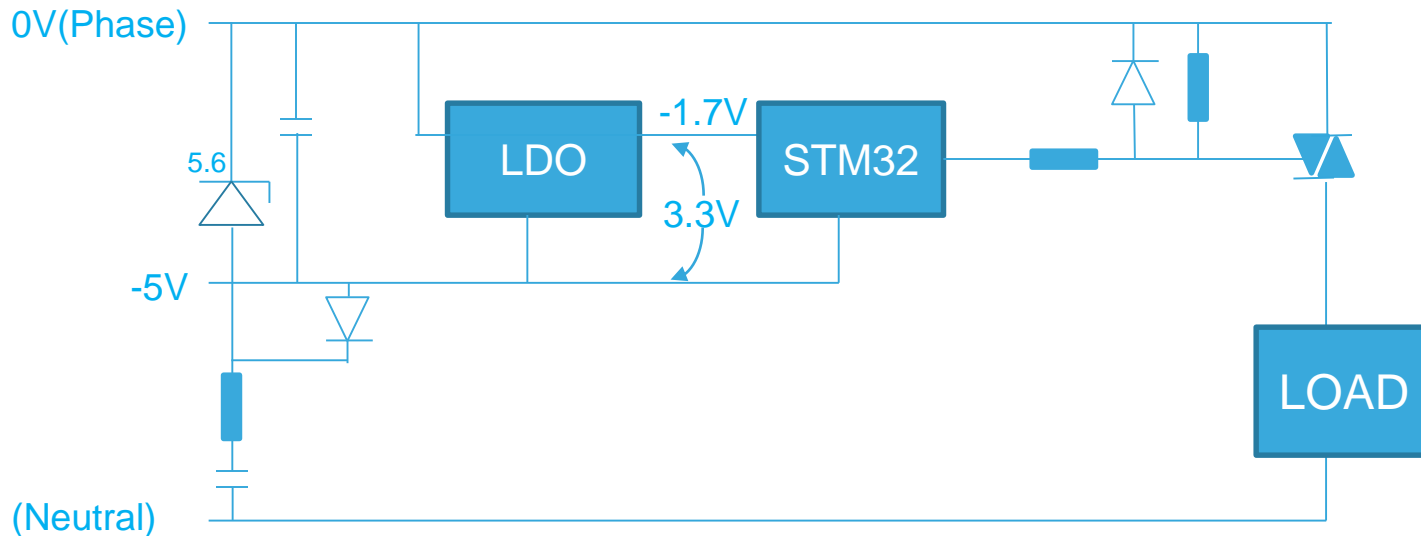 0V(Phase)
-1.7V
LDO
STM32
5.6
3.3V
-5V
LOAD
(Neutral)